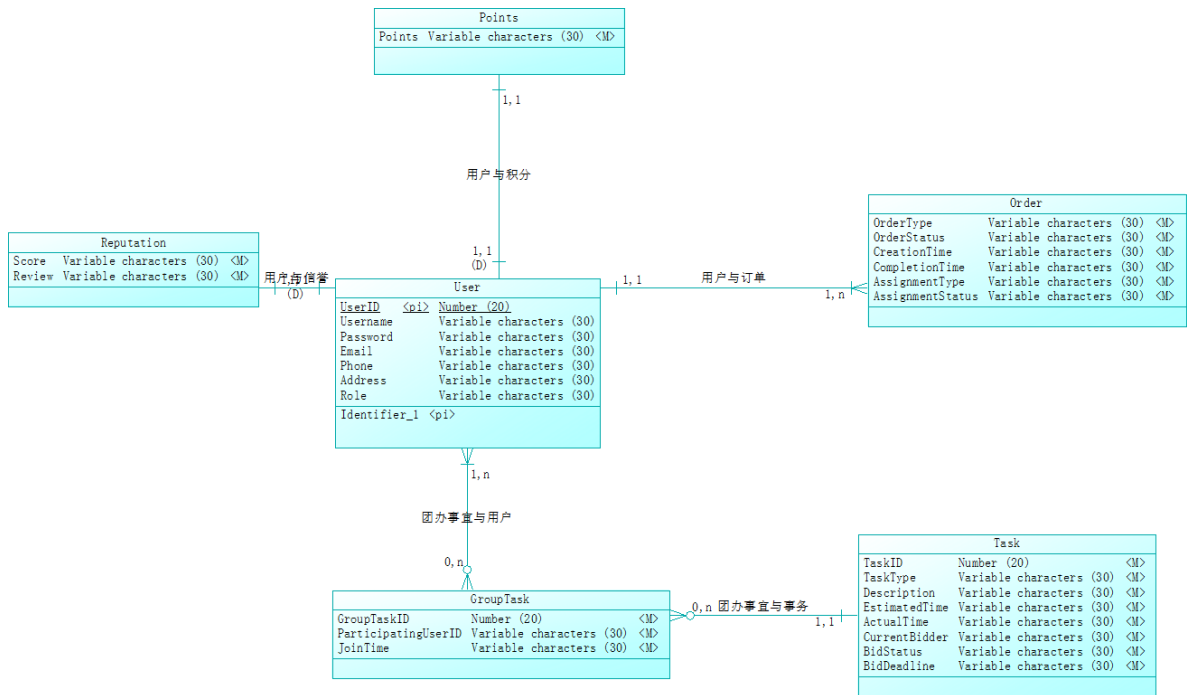 Points
Points Variable characters (30) <M>
1,1
用户与积分
1,1
(D)
Order
OrderType Variable characters (30) <M>
OrderStatus Variable characters (30) <M>
CreationTime Variable characters (30) <M>
CompletionTime Variable characters (30) <M>
AssignmentType Variable characters (30) <M>
AssignmentStatus Variable characters (30) <M>
Reputation
Score Variable characters (30) <M>
Review Variable characters (30) <M>
用户与信誉
(D)
1,1
用户与订单
1,n
User
UserID <pi> Number (20)
Username Variable characters (30)
Password Variable characters (30)
Email Variable characters (30)
Phone Variable characters (30)
Address Variable characters (30)
Role Variable characters (30)
Identifier_1 <pi>
1,n
团办事宜与用户
0,n
GroupTask
GroupTaskID Number (20) <M>
ParticipatingUserID Variable characters (30) <M>
JoinTime Variable characters (30) <M>
0,n 团办事宜与事务
1,1
Task
TaskID Number (20) <M>
TaskType Variable characters (30) <M>
Description Variable characters (30) <M>
EstimatedTime Variable characters (30) <M>
ActualTime Variable characters (30) <M>
CurrentBidder Variable characters (30) <M>
BidStatus Variable characters (30) <M>
BidDeadline Variable characters (30) <M>